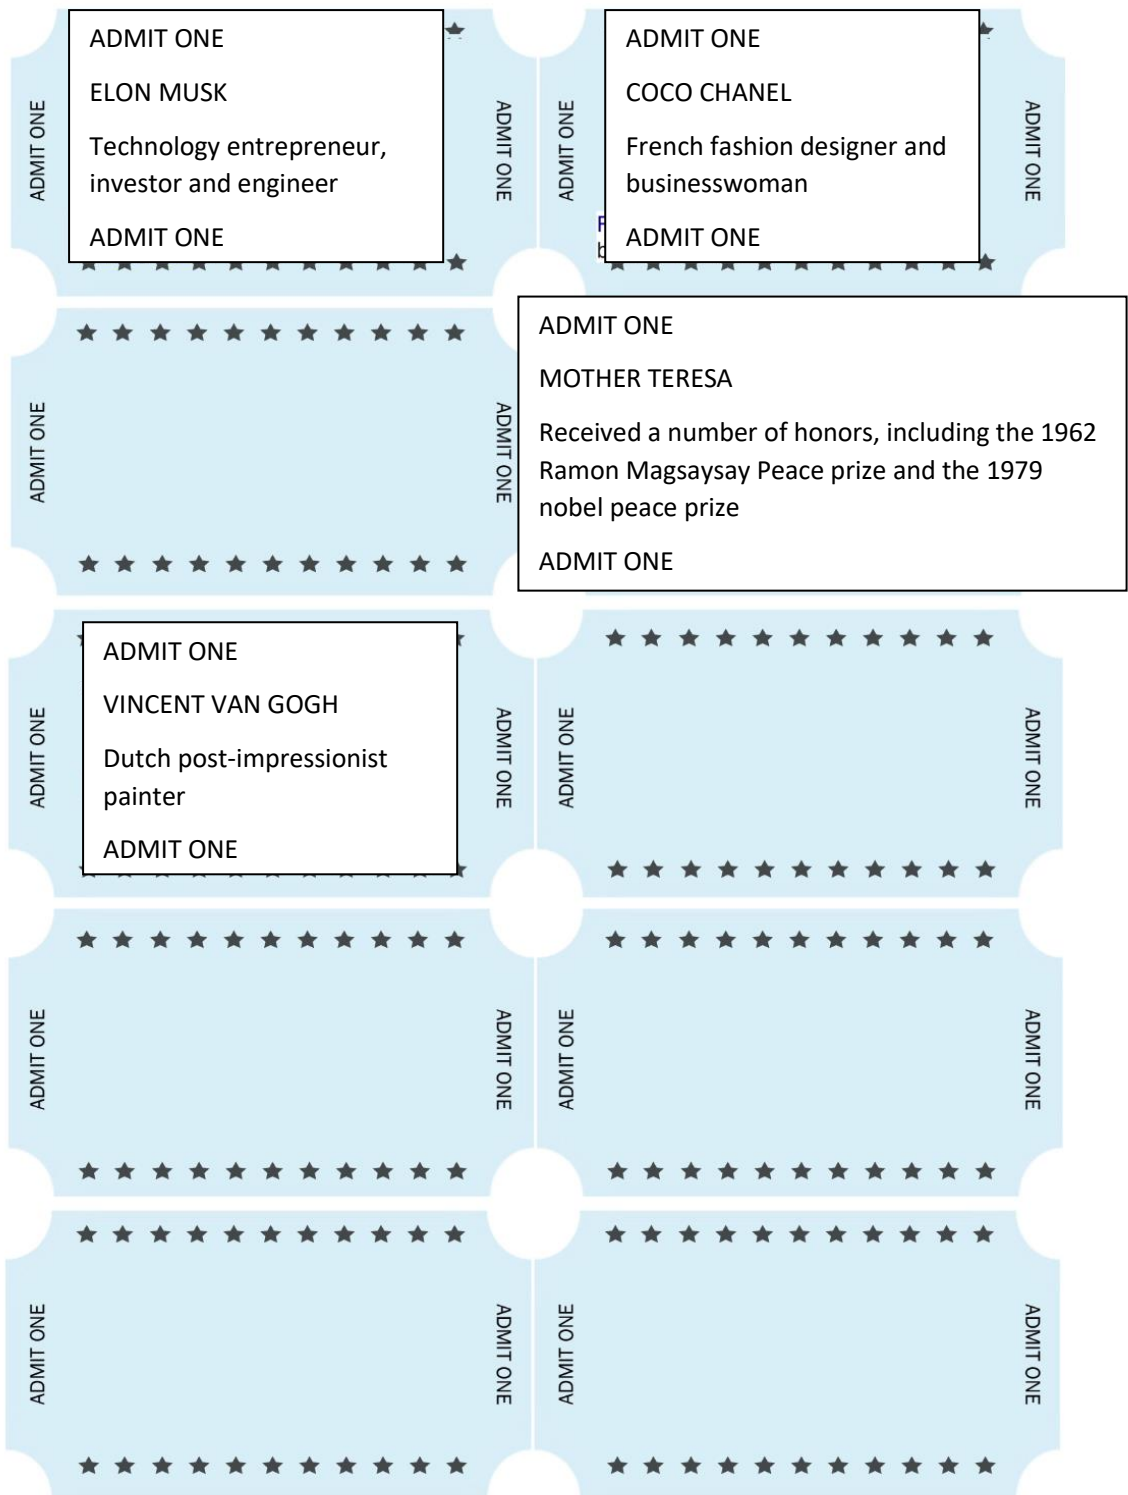 ADMIT ONE
ADMIT ONE
ELON MUSK
Technology entrepreneur,
investor and engineer
ADMIT ONE
ADMIT ONE
ADMIT ONE
ADMIT ONE
COCO CHANEL
French fashion designer and
businesswoman
ADMIT ONE
ADMIT ONE
ADMIT ONE
ADMIT ONE
ADMIT ONE
MOTHER TERESA
Received a number of honors, including the 1962
Ramon Magsaysay Peace prize and the 1979
nobel peace prize
ADMIT ONE
ADMIT ONE
ADMIT ONE
VINCENT VAN GOGH
Dutch post-impressionist
painter
ADMIT ONE
ADMIT ONE
ADMIT ONE
ADMIT ONE
ADMIT ONE
ADMIT ONE
ADMIT ONE
ADMIT ONE
ADMIT ONE
ADMIT ONE
ADMIT ONE
ADMIT ONE